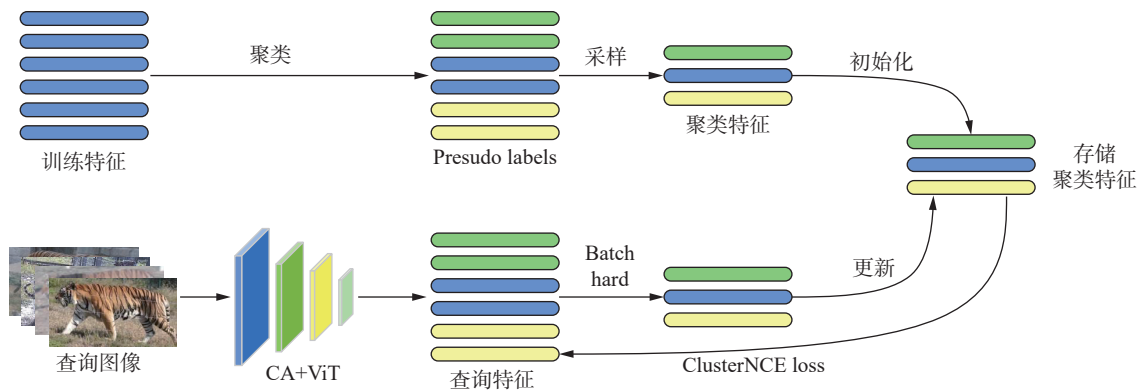 聚类
采样
初始化
训练特征
Presudo labels
聚类特征
存储
聚类特征
Batch
hard
更新
查询图像
CA+ViT
查询特征
ClusterNCE loss